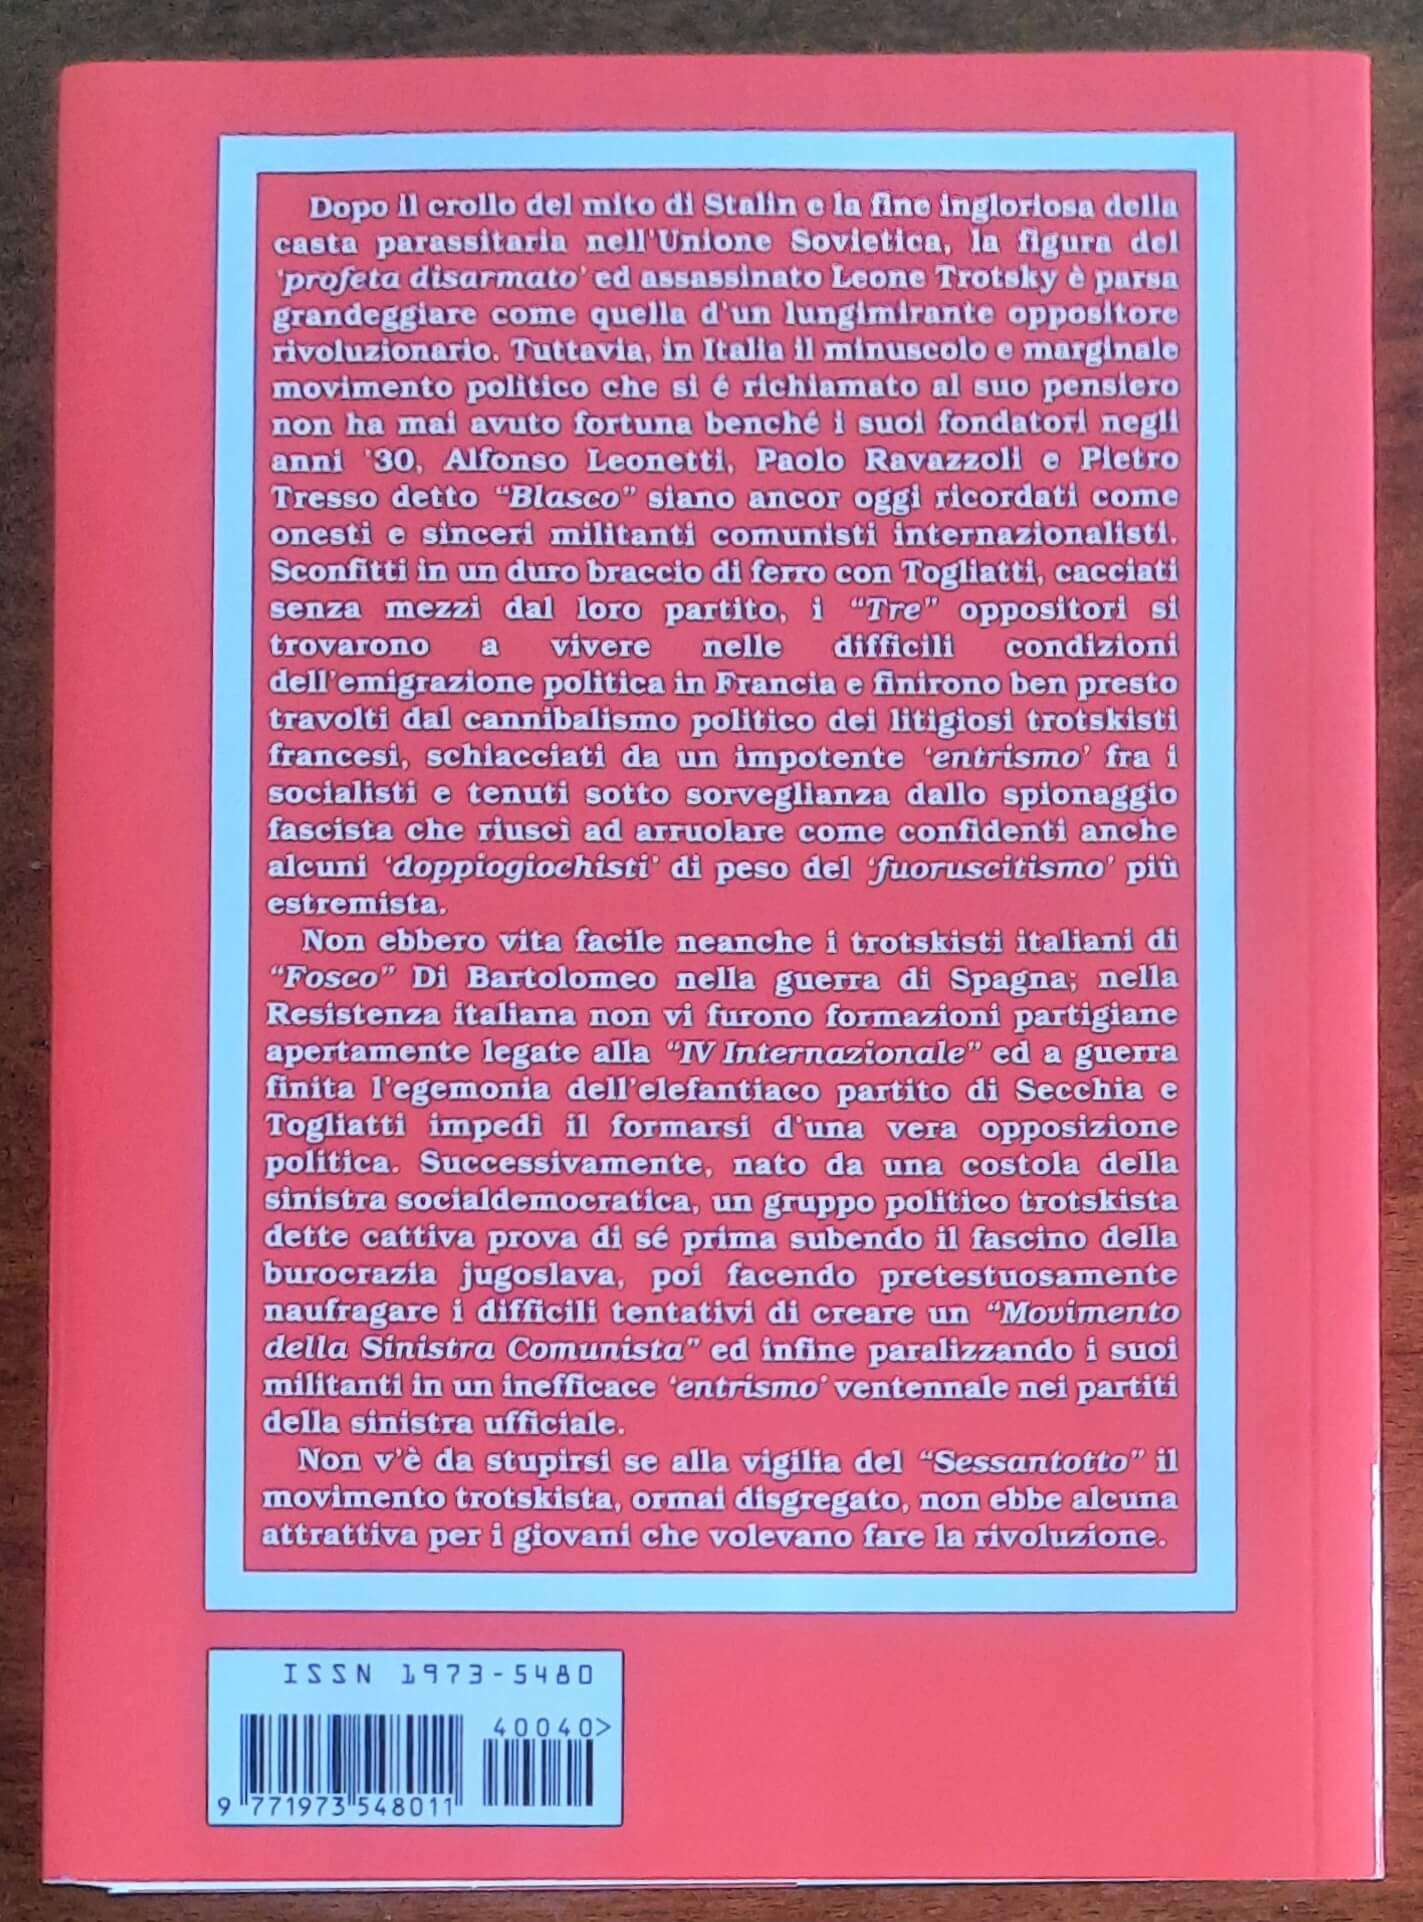 Dopo il crollo del mito di Stalin e la fine ingloriosa della
casta parassitaria nell'Unione Sovietica, la figura del
'profeta disarmato' ed assassinato Leone Trotsky è parsa
grandeggiare come quella d'un lungimirante oppositore
rivoluzionario. Tuttavia, in Italia il minuscolo e marginale
movimento politico che si é richiamato al suo pensiero
non ha mai avuto fortuna benché i suoi fondatori negli
anni '30, Alfonso Leonetti, Paolo Ravazzoli e Pietro
Tresso detto “Blasco” siano ancor oggi ricordati come
onesti e sinceri militanti comunisti internazionalisti.
Sconfitti in un duro braccio di ferro con Togliatti, cacciati
senza mezzi dal loro partito, i “Tre” oppositori si
trovarono a vivere nelle difficili condizioni
dell'emigrazione politica in Francia e finirono ben presto
travolti dal cannibalismo politico dei litigiosi trotskisti
francesi, schiacciati da un impotente ‘entrismo’ fra i
socialisti e tenuti sotto sorveglianza dallo spionaggio
fascista che riuscì ad arruolare come confidenti anche
alcuni ‘doppiogiochisti’ di peso del ‘fuoruscitismo’ più
estremista.
Non ebbero vita facile neanche i trotskisti italiani di
“Fosco” Di Bartolomeo nella guerra di Spagna; nella
Resistenza italiana non vi furono formazioni partigiane
apertamente legate alla “IV Internazionale” ed a guerra
finita l'egemonia dell'elefantiaco partito di Secchia e
Togliatti impedì il formarsi d'una vera opposizione
politica. Successivamente, nato da una costola della
sinistra socialdemocratica, un gruppo politico trotskista
dette cattiva prova di sé prima subendo il fascino della
burocrazia jugoslava, poi facendo pretestuosamente
naufragare i difficili tentativi di creare un “Movimento
della Sinistra Comunista” ed infine paralizzando i suoi
militanti in un inefficace ‘entrismo’ ventennale nei partiti
della sinistra ufficiale.
Non v'è da stupirsi se alla vigilia del “Sessantotto” il
movimento trotskista, ormai disgregato, non ebbe alcuna
attrattiva per i giovani che volevano fare la rivoluzione.
ISSN 1973-5480
40040>
9 771973 548011